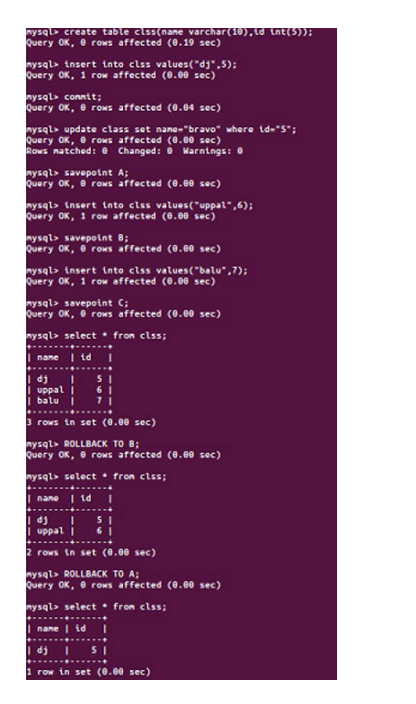 mysql> create table clss(name varchar(10),id int(5));
Query OK, 0 rows affected (0.19 sec)
mysql> insert into clss values("dj",5);
Query OK, 1 row affected (0.00 sec)
mysql> commit;
Query OK, 0 rows affected (0.04 sec)
mysql> update class set name="bravo" where id="5";
Query OK, 0 rows affected (0.00 sec)
Rows matched: 0  Changed: 0  Warnings: 0
mysql> savepoint A;
Query OK, 0 rows affected (0.00 sec)
mysql> insert into clss values("uppal",6);
Query OK, 1 row affected (0.00 sec)
mysql> savepoint B;
Query OK, 0 rows affected (0.00 sec)
mysql> insert into clss values("balu",7);
Query OK, 1 row affected (0.00 sec)
mysql> savepoint C;
Query OK, 0 rows affected (0.00 sec)
mysql> select * from clss;
+-------+------+
| name  | id   |
+-------+------+
| dj    |    5 |
| uppal |    6 |
| balu  |    7 |
+-------+------+
3 rows in set (0.00 sec)
mysql> ROLLBACK TO B;
Query OK, 0 rows affected (0.00 sec)
mysql> select * from clss;
+-------+------+
| name  | id   |
+-------+------+
| dj    |    5 |
| uppal |    6 |
+-------+------+
2 rows in set (0.00 sec)
mysql> ROLLBACK TO A;
Query OK, 0 rows affected (0.00 sec)
mysql> select * from clss;
+------+------+
| name | id   |
+------+------+
| dj   |    5 |
+------+------+
1 row in set (0.00 sec)